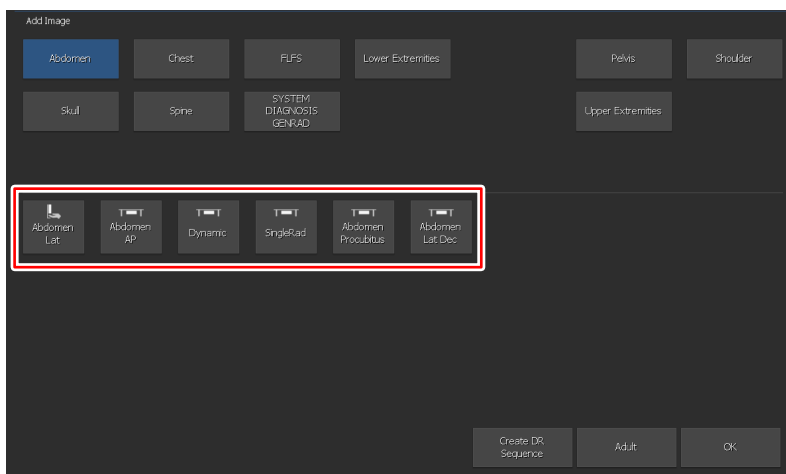 Add Image
Abdomen
Chest
FLFS
Lower Extremities
Pelvis
Shoulder
Skull
Spine
SYSTEM
DIAGNOSIS
GENRAD
Upper Extremities
Abdomen
Lat
Abdomen
AP
Dynamic
SingleRad
Abdomen
Procubitus
Abdomen
Lat Dec
Create DR
Sequence
Adult
OK